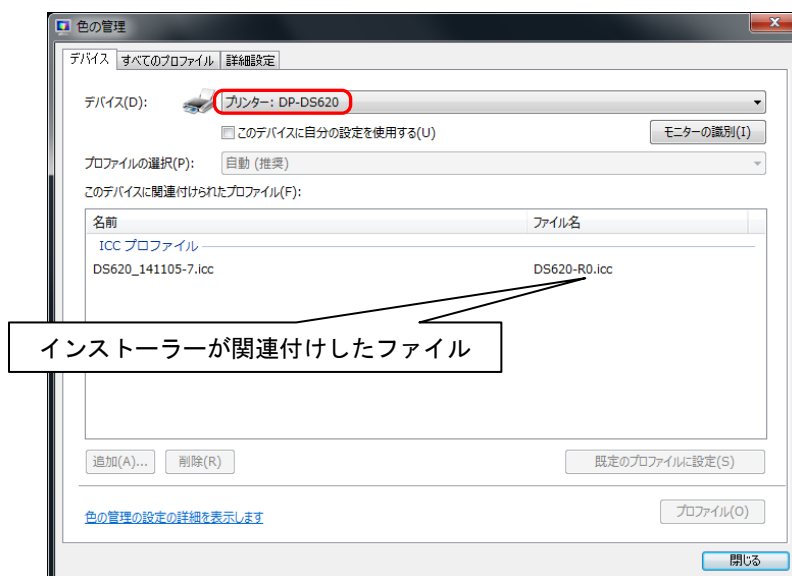 色の管理
デバイス すべてのプロファイル 詳細設定
デバイス(D): プリンター: DP-DS620
このデバイスに自分の設定を使用する(U) モニターの識別(I)
プロファイルの選択(P): 自動 (推奨)
このデバイスに関連付けられたプロファイル(F):
名前 ファイル名
ICC プロファイル
DS620_141105-7.icc DS620-R0.icc
インストーラーが関連付けしたファイル
追加(A)... 削除(R) 既定のプロファイルに設定(S)
色の管理の設定の詳細を表示します プロファイル(O)
閉じる